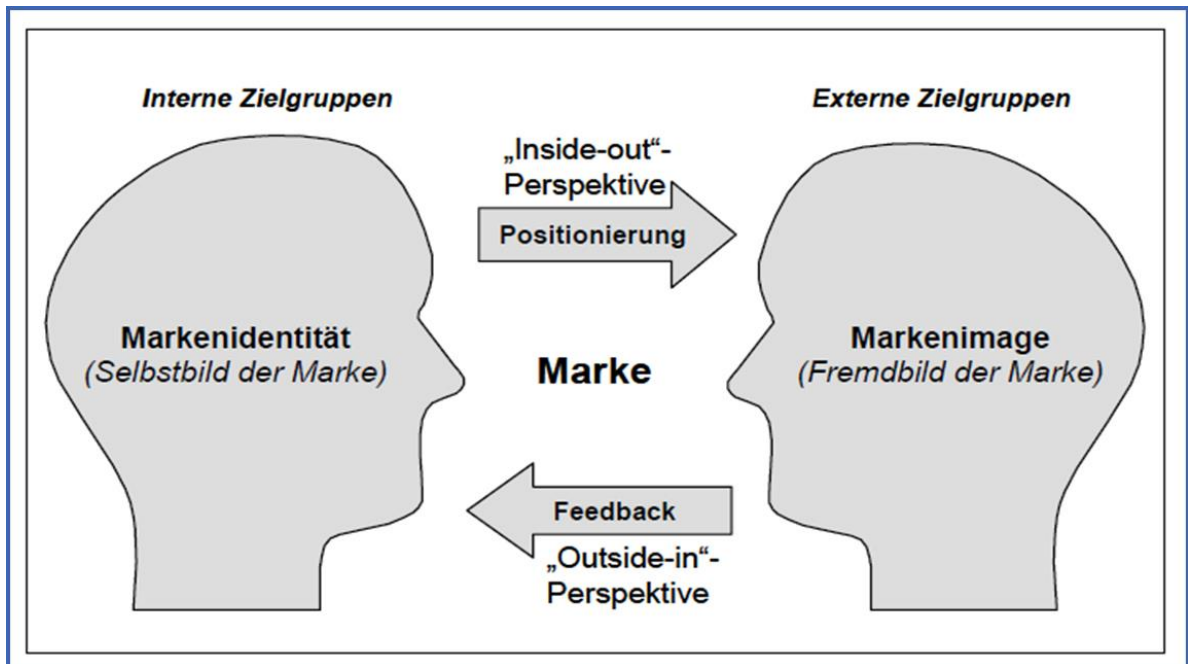 Interne Zielgruppen
Externe Zielgruppen
„Inside-out“-
Perspektive
Positionierung
Markenidentität
(Selbstbild der Marke)
Marke
Markenimage
(Fremdbild der Marke)
Feedback
„Outside-in“-
Perspektive